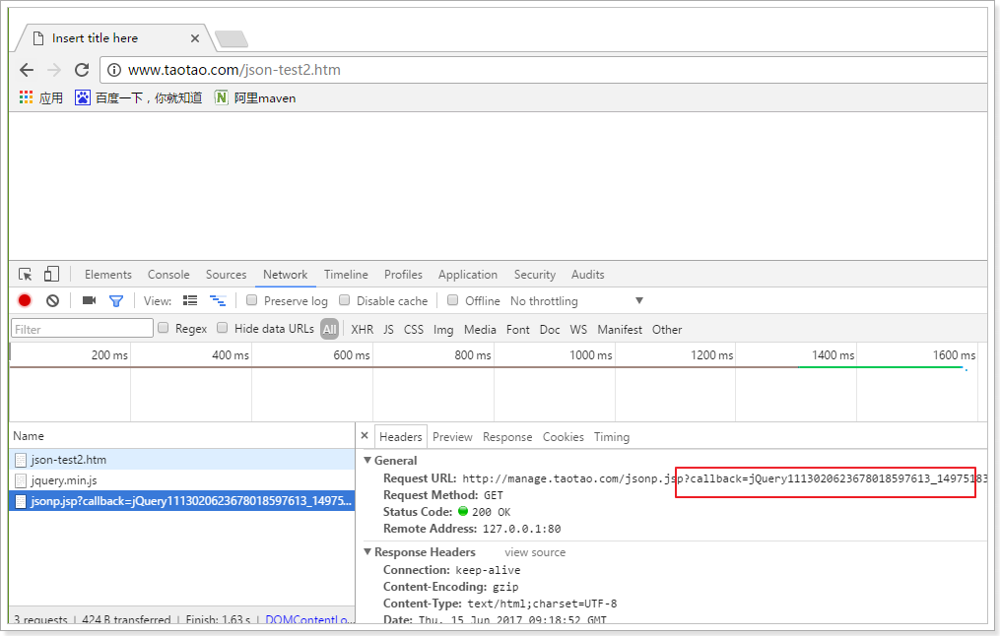 Insert title here
www.taotao.com/json-test2.htm
应用 百度一下，你就知道 阿里maven
Elements Console Sources Network Timeline Profiles Application Security Audits
View: Preserve log Disable cache Offline No throttling
Filter Regex Hide data URLs All XHR JS CSS Img Media Font Doc WS Manifest Other
200 ms 400 ms 600 ms 800 ms 1000 ms 1200 ms 1400 ms 1600 ms
Name
json-test2.htm
jquery.min.js
jsonp.jsp?callback=jQuery1113020623678018597613_14975...
3 requests | 424 B transferred | Finish: 1.63 s | DOMContentLo...
× Headers Preview Response Cookies Timing
General
Request URL: http://manage.taotao.com/jsonp.jsp?callback=jQuery1113020623678018597613_14975183
Request Method: GET
Status Code: 200 OK
Remote Address: 127.0.0.1:80
Response Headers view source
Connection: keep-alive
Content-Encoding: gzip
Content-Type: text/html;charset=UTF-8
Date: Thu, 15 Jun 2017 09:18:52 GMT